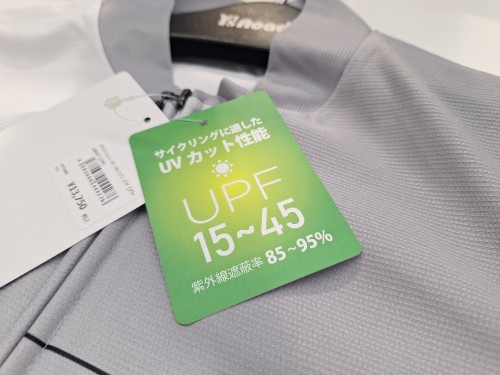 Y's Road
サイクリングに適した
UVカット性能
UPF
15~45
紫外線遮蔽率 85~95%
¥13,750